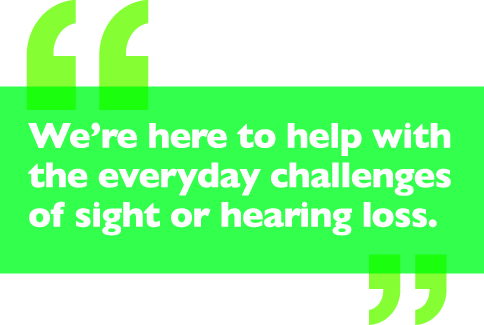 “
We’re here to help with
the everyday challenges
of sight or hearing loss.
”